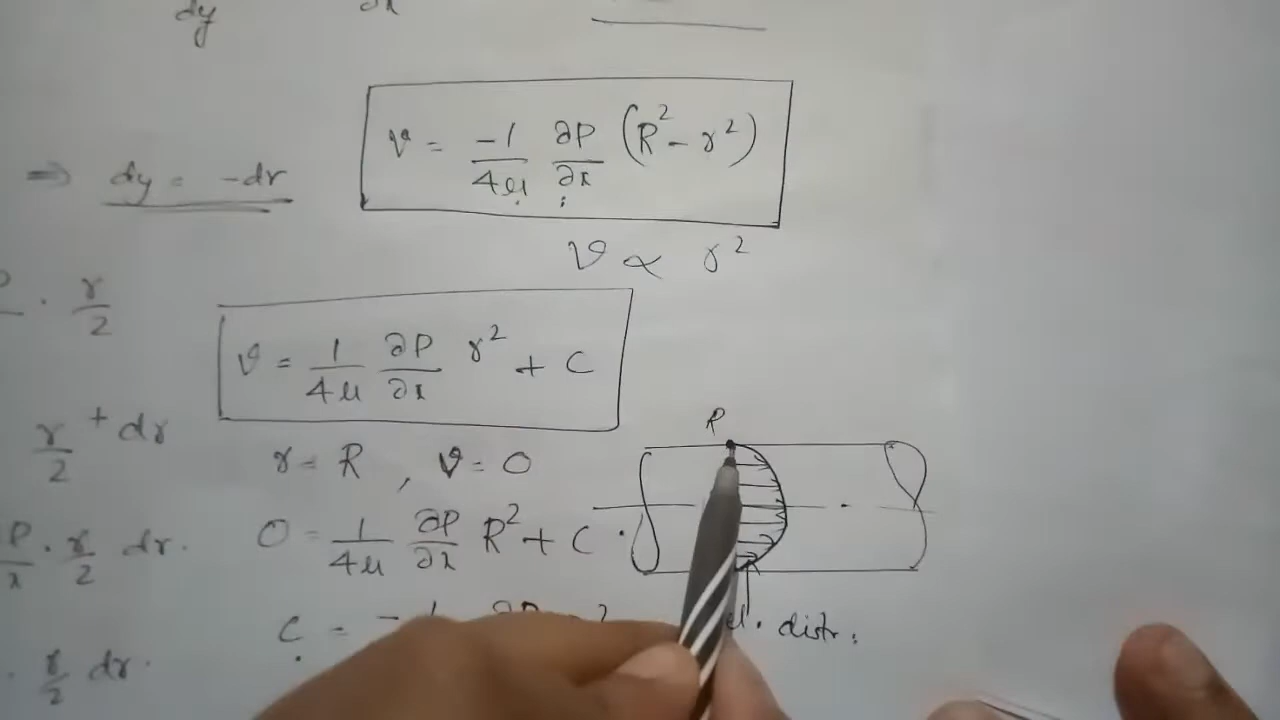 dy
V = -1/4μ ∂P/∂x (R² - r²)
⇒ dy = -dr
V ∝ r²
· r/2
V = 1/4μ ∂P/∂x r² + C
r/2 + dr
R
r = R , V = 0
0 = 1/4μ ∂P/∂x R² + C
P/x · r/2 dr.
C = -
distr.
· r/2 dr.